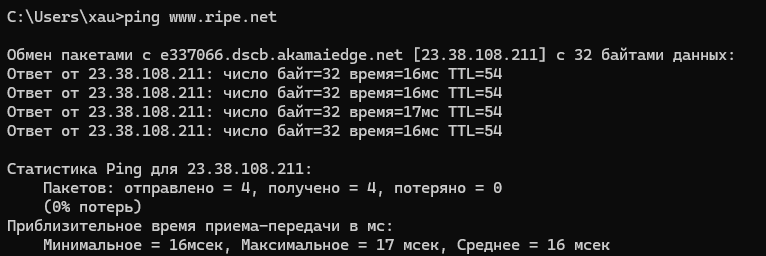 C:\Users\xau>ping www.ripe.net
Обмен пакетами с e337066.dscb.akamaiedge.net [23.38.108.211] с 32 байтами данных:
Ответ от 23.38.108.211: число байт=32 время=16мс TTL=54
Ответ от 23.38.108.211: число байт=32 время=16мс TTL=54
Ответ от 23.38.108.211: число байт=32 время=17мс TTL=54
Ответ от 23.38.108.211: число байт=32 время=16мс TTL=54
Статистика Ping для 23.38.108.211:
Пакетов: отправлено = 4, получено = 4, потеряно = 0
(0% потерь)
Приблизительное время приема-передачи в мс:
Минимальное = 16мсек, Максимальное = 17 мсек, Среднее = 16 мсек